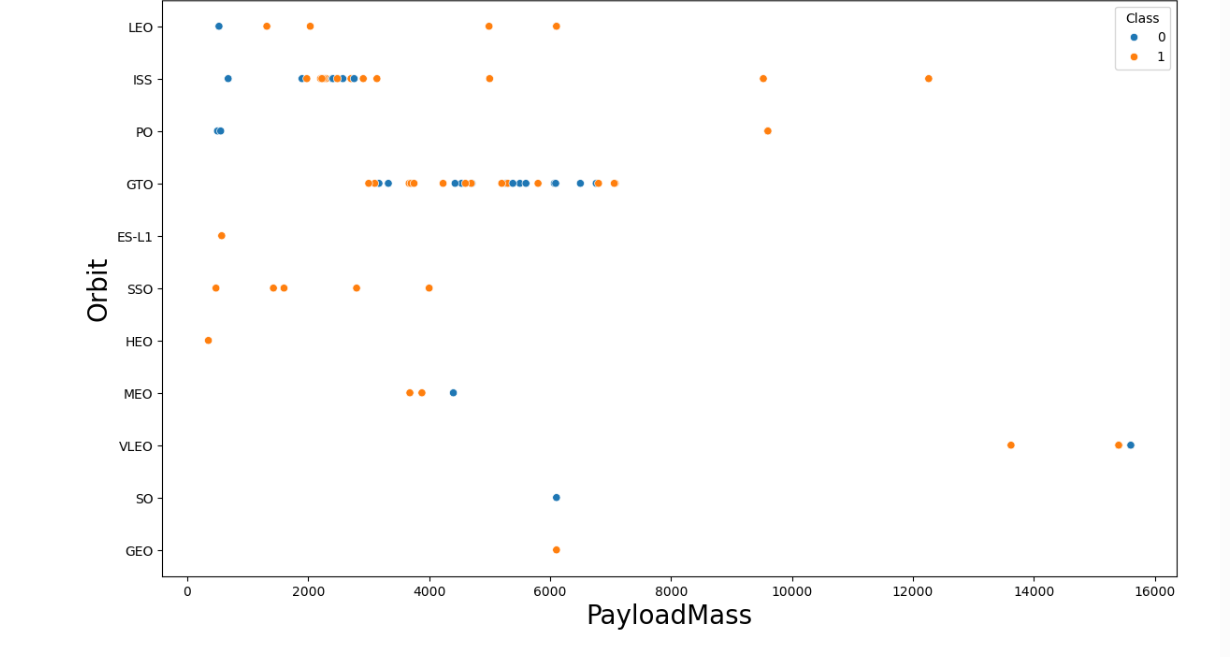 LEO
ISS
PO
GTO
ES-L1
SSO
HEO
MEO
VLEO
SO
GEO
Orbit
0 2000 4000 6000 8000 10000 12000 14000 16000
PayloadMass
Class
0
1